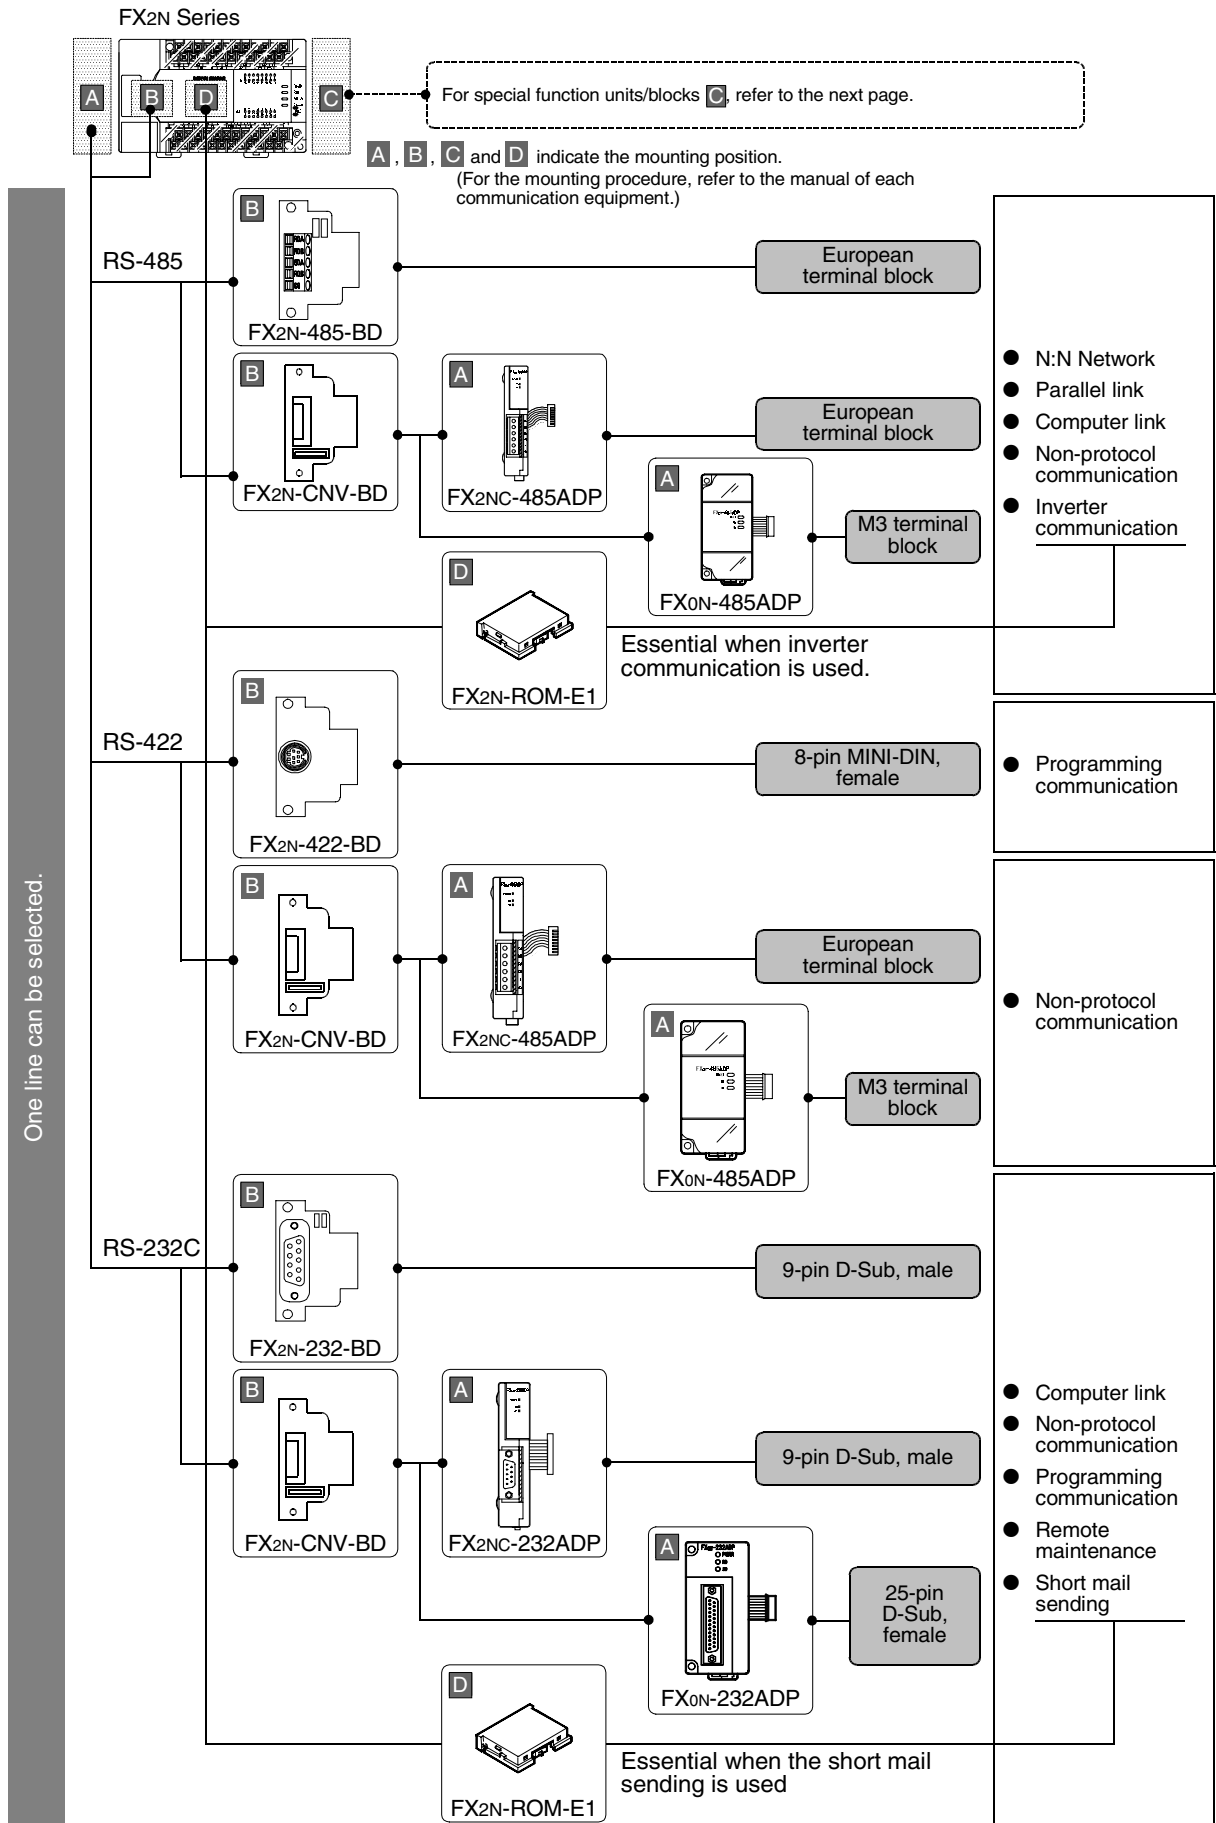 FX2N Series
A
B
D
C
For special function units/blocks C, refer to the next page.
A , B , C and D indicate the mounting position.
(For the mounting procedure, refer to the manual of each
communication equipment.)
One line can be selected.
RS-485
B
FX2N-485-BD
European
terminal block
B
FX2N-CNV-BD
A
FX2NC-485ADP
European
terminal block
A
FX0N-485ADP
M3 terminal
block
D
FX2N-ROM-E1
Essential when inverter
communication is used.
● N:N Network
● Parallel link
● Computer link
● Non-protocol
communication
● Inverter
communication
RS-422
B
FX2N-422-BD
8-pin MINI-DIN,
female
● Programming
communication
B
FX2N-CNV-BD
A
FX2NC-485ADP
European
terminal block
A
FX0N-485ADP
M3 terminal
block
● Non-protocol
communication
RS-232C
B
FX2N-232-BD
9-pin D-Sub, male
B
FX2N-CNV-BD
A
FX2NC-232ADP
9-pin D-Sub, male
A
FX0N-232ADP
25-pin
D-Sub,
female
D
FX2N-ROM-E1
Essential when the short mail
sending is used
● Computer link
● Non-protocol
communication
● Programming
communication
● Remote
maintenance
● Short mail
sending